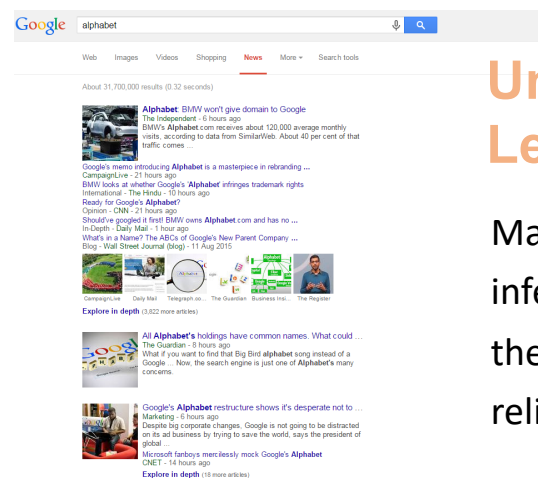 Google alphabet
Web Images Videos Shopping News More Search tools
About 31,700,000 results (0.32 seconds)
Alphabet: BMW won't give domain to Google
The Independent - 6 hours ago
BMW's Alphabet.com receives about 120,000 average monthly
visits, according to data from SimilarWeb. About 40 per cent of that
traffic comes ...
Google's memo introducing Alphabet is a masterpiece in rebranding ...
CampaignLive - 21 hours ago
BMW looks at whether Google's 'Alphabet' infringes trademark rights
International - The Hindu - 10 hours ago
Ready for Google's Alphabet?
Opinion - CNN - 21 hours ago
Should've googled it first! BMW owns Alphabet.com and has no ...
In-Depth - Daily Mail - 1 hour ago
What's in a Name? The ABCs of Google's New Parent Company ...
Blog - Wall Street Journal (blog) - 11 Aug 2015
CampaignLive Daily Mail Telegraph co... The Guardian Business Insi... The Register
Explore in depth (3,822 more articles)
All Alphabet's holdings have common names. What could ...
The Guardian - 8 hours ago
What if you want to find that Big Bird alphabet song instead of a
Google ... Now, the search engine is just one of Alphabet's many
concerns.
Google's Alphabet restructure shows it's desperate not to ...
Marketing - 6 hours ago
Despite big corporate changes, Google is not going to be distracted
on its ad business by trying to save the world, says the president of
global ...
Microsoft fanboys mercilessly mock Google's Alphabet
CNET - 14 hours ago
Explore in depth (18 more articles)
Un
Le
Ma
infe
the
reli